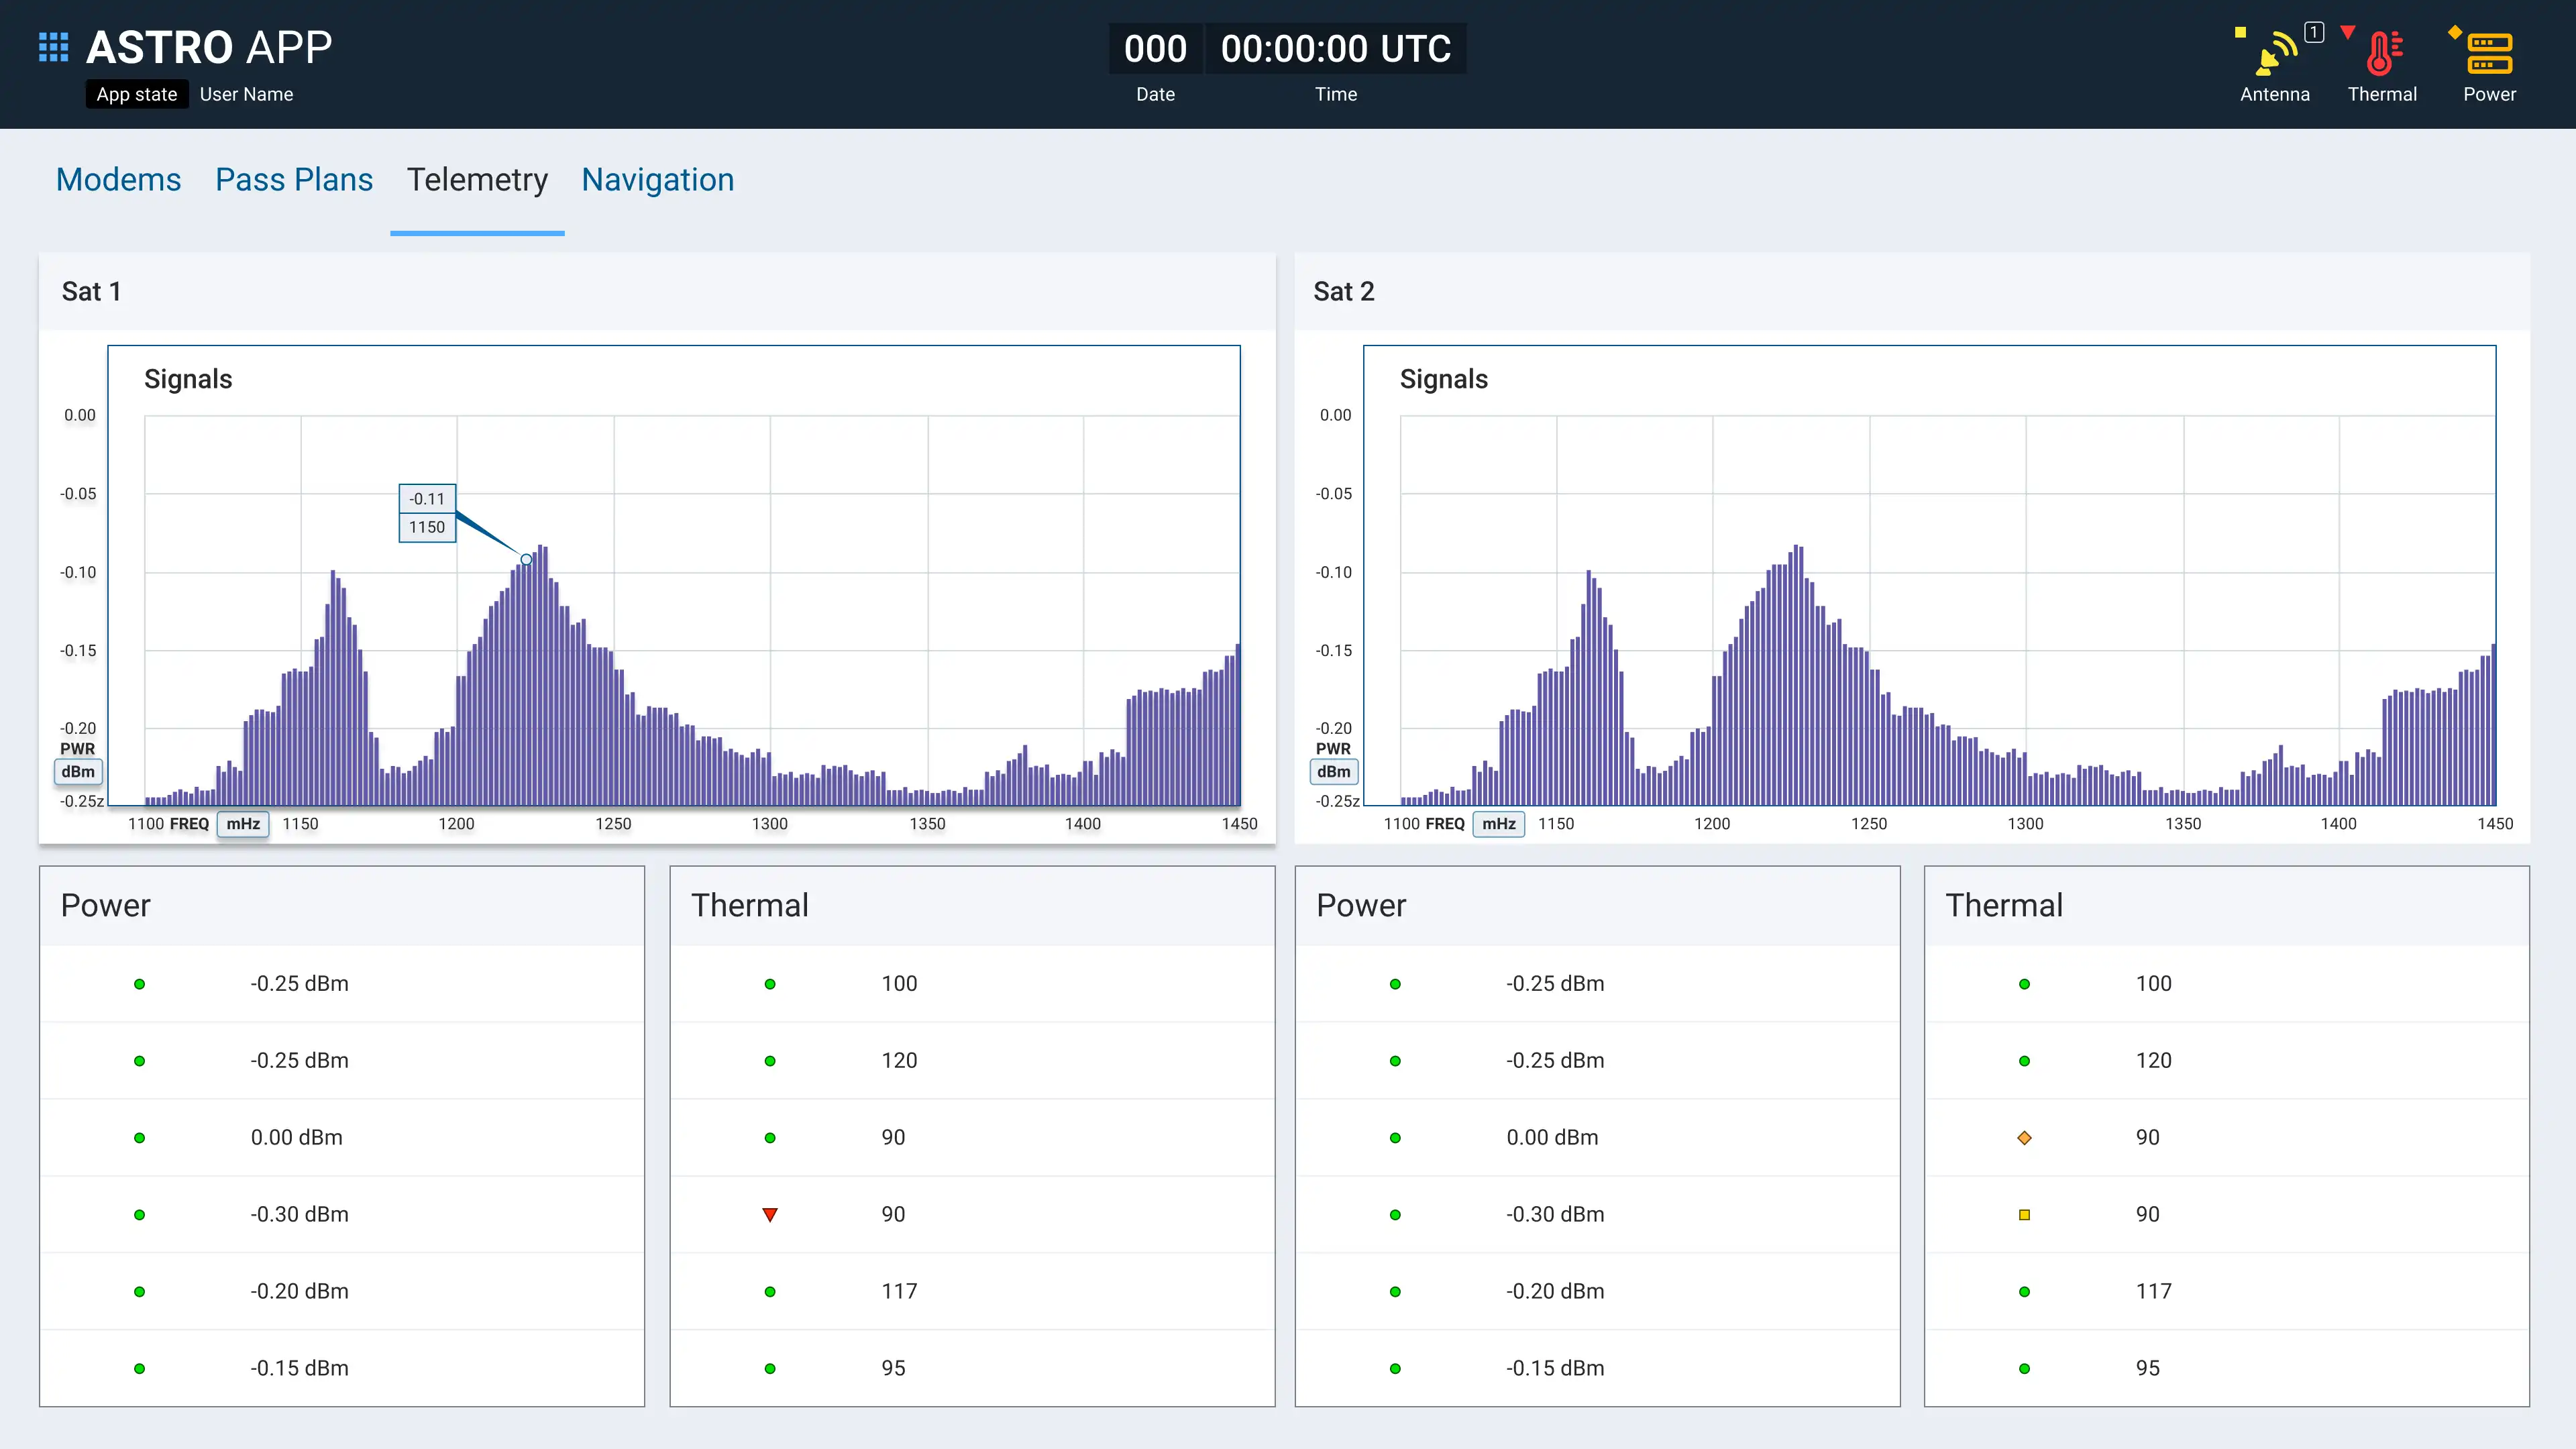 ASTRO APP
App state User Name
000 00:00:00 UTC
Date Time
1
Antenna Thermal Power
Modems Pass Plans Telemetry Navigation
Sat 1
Signals
0.00
-0.05
-0.11
1150
-0.10
-0.15
-0.20
PWR
dBm
-0.25z
1100 FREQ mHz 1150 1200 1250 1300 1350 1400 1450
Sat 2
Signals
0.00
-0.05
-0.10
-0.15
-0.20
PWR
dBm
-0.25z
1100 FREQ mHz 1150 1200 1250 1300 1350 1400 1450
Power
-0.25 dBm
-0.25 dBm
0.00 dBm
-0.30 dBm
-0.20 dBm
-0.15 dBm
Thermal
100
120
90
90
117
95
Power
-0.25 dBm
-0.25 dBm
0.00 dBm
-0.30 dBm
-0.20 dBm
-0.15 dBm
Thermal
100
120
90
90
117
95